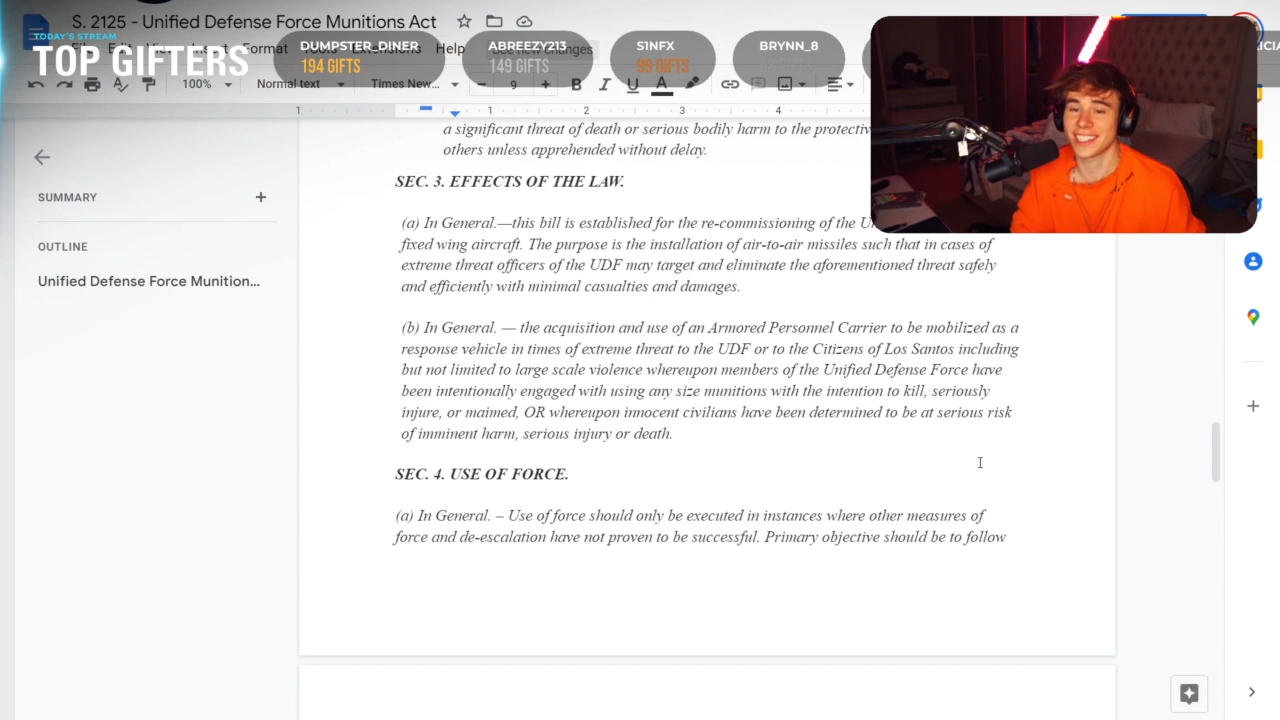 S. 2125 - Unified Defense Force Munitions Act
TODAY'S STREAM
TOP GIFTERS
Format
Extensions
Help
DUMPSTER_DINER
194 GIFTS
ABREEZY213
149 GIFTS
S1NFX
99 GIFTS
BRYNN_8
100%
Normal text
Times New...
9
B I U A
1 1 2 3 4
a significant threat of death or serious bodily harm to the protectiv
others unless apprehended without delay.
SUMMARY
OUTLINE
Unified Defense Force Munition...
SEC. 3. EFFECTS OF THE LAW.
(a) In General.—this bill is established for the re-commissioning of the
fixed wing aircraft. The purpose is the installation of air-to-air missiles such that in cases of
extreme threat officers of the UDF may target and eliminate the aforementioned threat safely
and efficiently with minimal casualties and damages.
(b) In General. — the acquisition and use of an Armored Personnel Carrier to be mobilized as a
response vehicle in times of extreme threat to the UDF or to the Citizens of Los Santos including
but not limited to large scale violence whereupon members of the Unified Defense Force have
been intentionally engaged with using any size munitions with the intention to kill, seriously
injure, or maimed, OR whereupon innocent civilians have been determined to be at serious risk
of imminent harm, serious injury or death.
SEC. 4. USE OF FORCE.
(a) In General. – Use of force should only be executed in instances where other measures of
force and de-escalation have not proven to be successful. Primary objective should be to follow